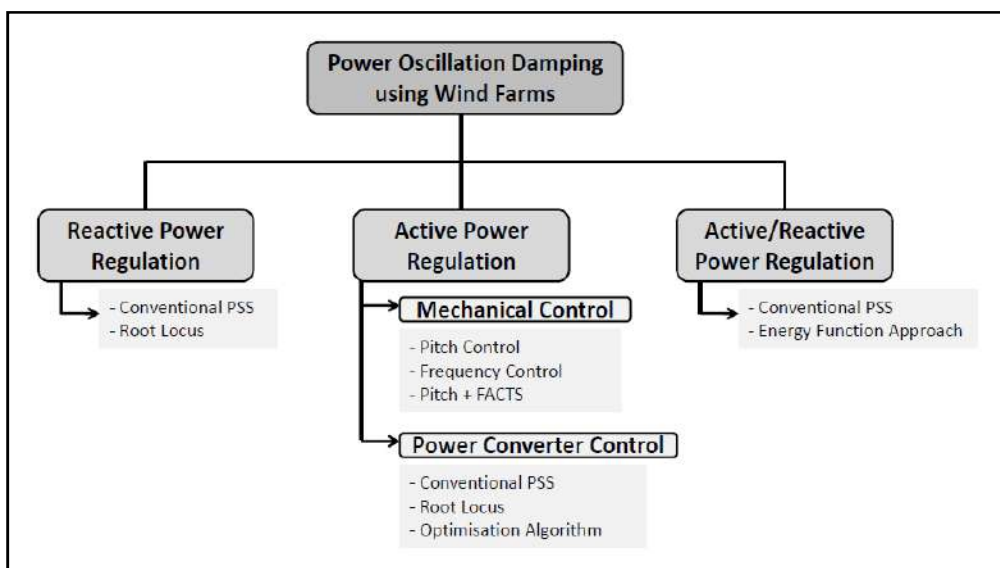 Power Oscillation Damping
using Wind Farms
Reactive Power
Regulation
- Conventional PSS
- Root Locus
Active Power
Regulation
Mechanical Control
- Pitch Control
- Frequency Control
- Pitch + FACTS
Power Converter Control
- Conventional PSS
- Root Locus
- Optimisation Algorithm
Active/Reactive
Power Regulation
- Conventional PSS
- Energy Function Approach